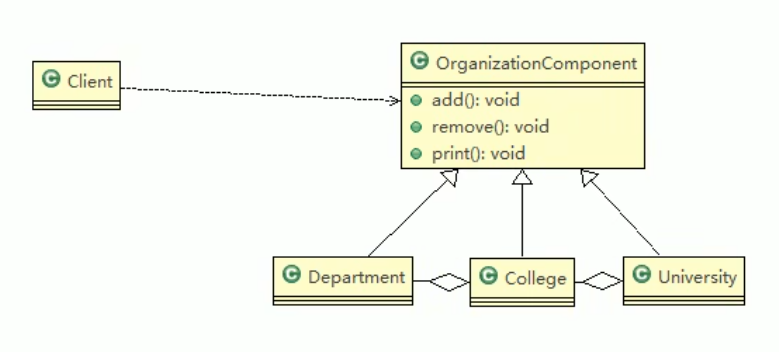 C Client
C OrganizationComponent
add(): void
remove(): void
print(): void
C Department
C College
C University